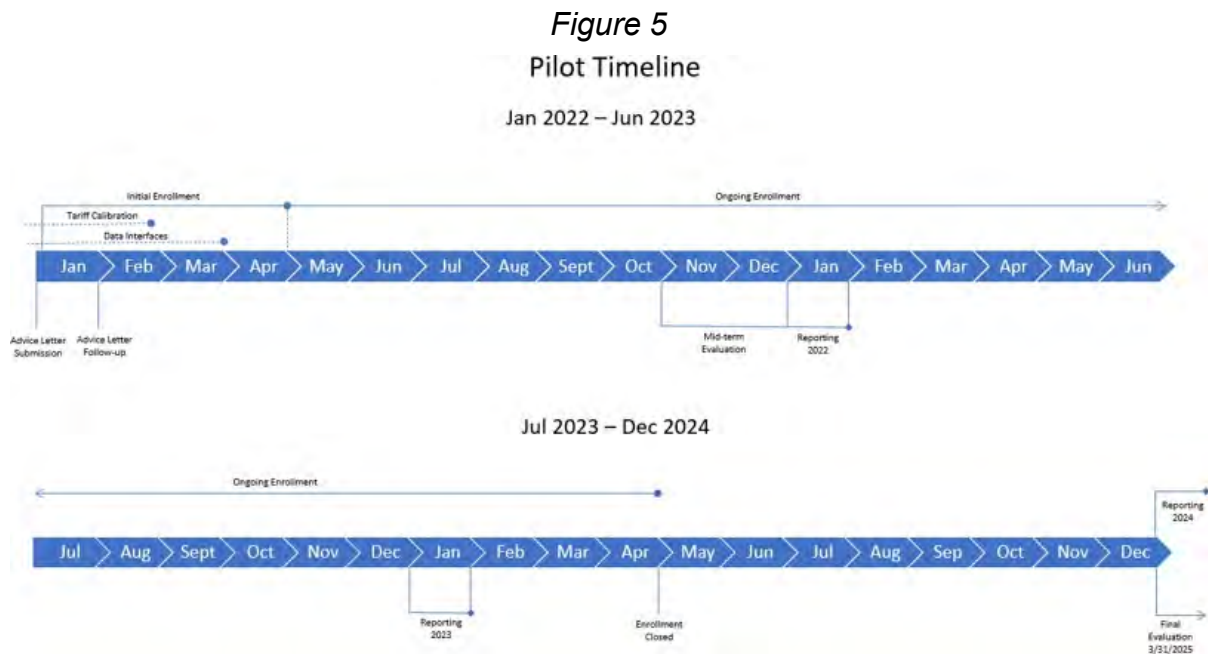 Figure 5
Pilot Timeline
Jan 2022 – Jun 2023
Initial Enrollment
Ongoing Enrollment
Tariff Calibration
Data Interfaces
Jan Feb Mar Apr May Jun Jul Aug Sept Oct Nov Dec Jan Feb Mar Apr May Jun
Advice Letter
Submission
Advice Letter
Follow-up
Mid-term
Evaluation
Reporting
2022
Jul 2023 – Dec 2024
Ongoing Enrollment
Reporting
2024
Jul Aug Sept Oct Nov Dec Jan Feb Mar Apr May Jun Jul Aug Sep Oct Nov Dec
Reporting
2023
Enrollment
Closed
Final
Evaluation
3/31/2025